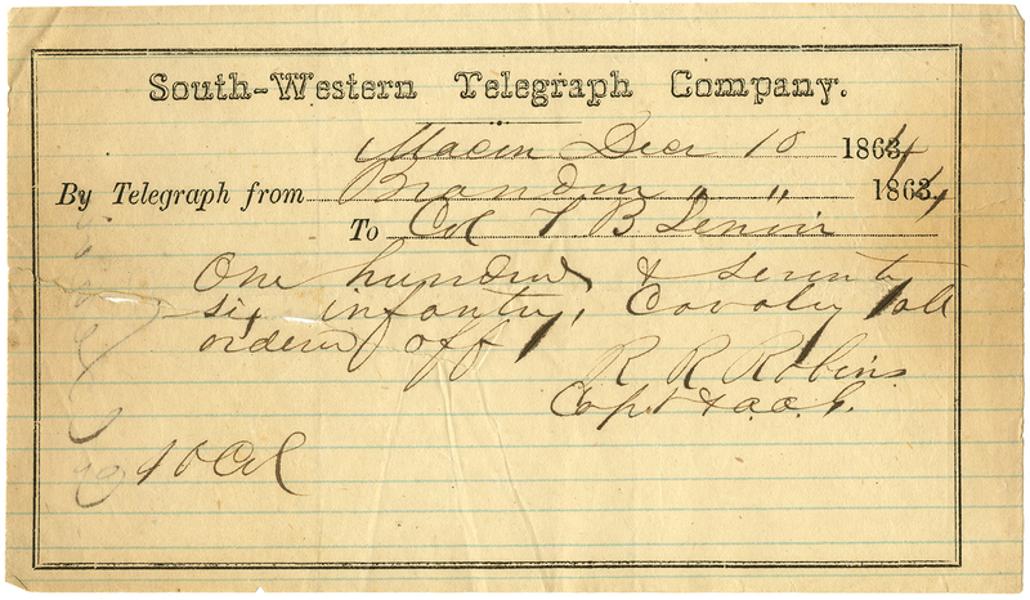 South-Western Telegraph Company.
Macon Dec 10 1864
By Telegraph from Brandon " " 1864,
To Col T. B Lenoir
One hundred & seventy
six infantry, Cavalry all
ordered off
R R Robins
Capt & a.a.G.
10 Col